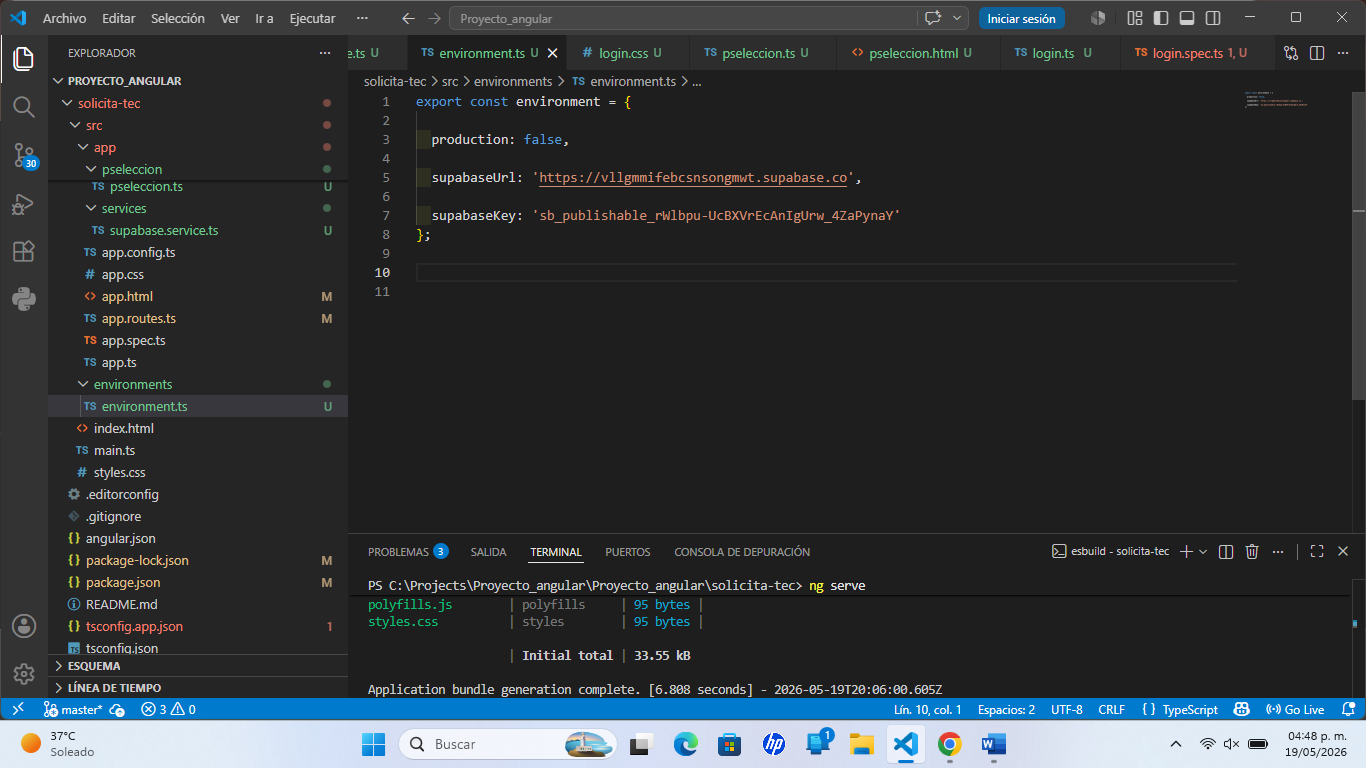 Archivo Editar Selección Ver Ir a Ejecutar ··· Proyecto_angular Iniciar sesión
EXPLORADOR ···
e.ts U
environment.ts U
login.css U
pseleccion.ts U
pseleccion.html U
login.ts U
login.spec.ts 1, U
PROYECTO_ANGULAR
solicita-tec
src
app
pseleccion
pseleccion.ts U
services
supabase.service.ts U
app.config.ts
app.css
app.html M
app.routes.ts M
app.spec.ts
app.ts
environments
environment.ts U
index.html
main.ts
styles.css
.editorconfig
.gitignore
angular.json
package-lock.json M
package.json M
README.md
tsconfig.app.json 1
tsconfig.json
ESQUEMA
LÍNEA DE TIEMPO
30
solicita-tec > src > environments > TS environment.ts > ...
1 export const environment = {
2
3 production: false,
4
5 supabaseUrl: 'https://vllgmmifebcsnsongmwt.supabase.co',
6
7 supabaseKey: 'sb_publishable_rWlbpu-UcBXVrEcAnIgUrw_4ZaPynaY'
8 };
9
10
11
PROBLEMAS 3 SALIDA TERMINAL PUERTOS CONSOLA DE DEPURACIÓN esbuild - solicita-tec
PS C:\Projects\Proyecto_angular\Proyecto_angular\solicita-tec> ng serve
polyfills.js | polyfills | 95 bytes |
styles.css | styles | 95 bytes |
| Initial total | 33.55 kB
Application bundle generation complete. [6.808 seconds] - 2026-05-19T20:06:00.605Z
master* 3 0 Lín. 10, col. 1 Espacios: 2 UTF-8 CRLF { } TypeScript Go Live
37°C
Soleado
Buscar
hp
1
04:48 p. m.
19/05/2026